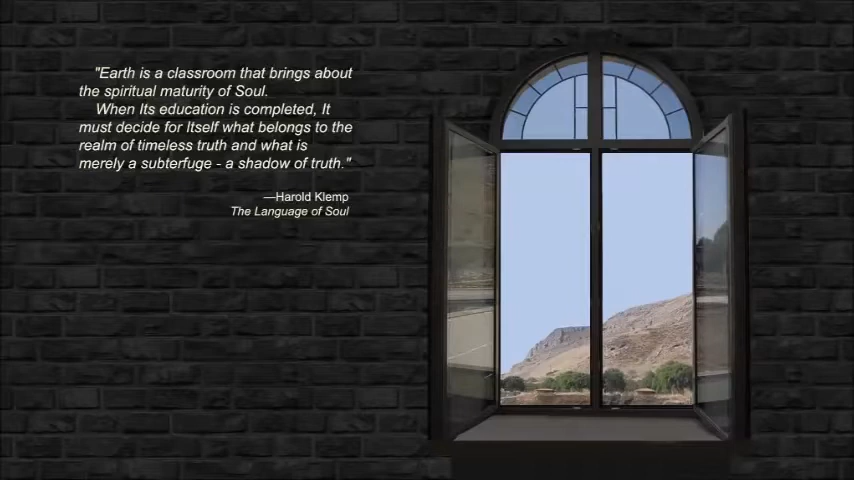 "Earth is a classroom that brings about
the spiritual maturity of Soul.
When Its education is completed, It
must decide for Itself what belongs to the
realm of timeless truth and what is
merely a subterfuge - a shadow of truth."
—Harold Klemp
The Language of Soul